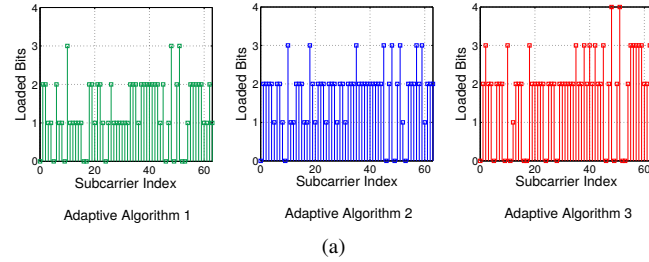 4
3
2
1
0
Loaded Bits
0 20 40 60
Subcarrier Index
Adaptive Algorithm 1
4
3
2
1
0
Loaded Bits
0 20 40 60
Subcarrier Index
Adaptive Algorithm 2
4
3
2
1
0
Loaded Bits
0 20 40 60
Subcarrier Index
Adaptive Algorithm 3
(a)